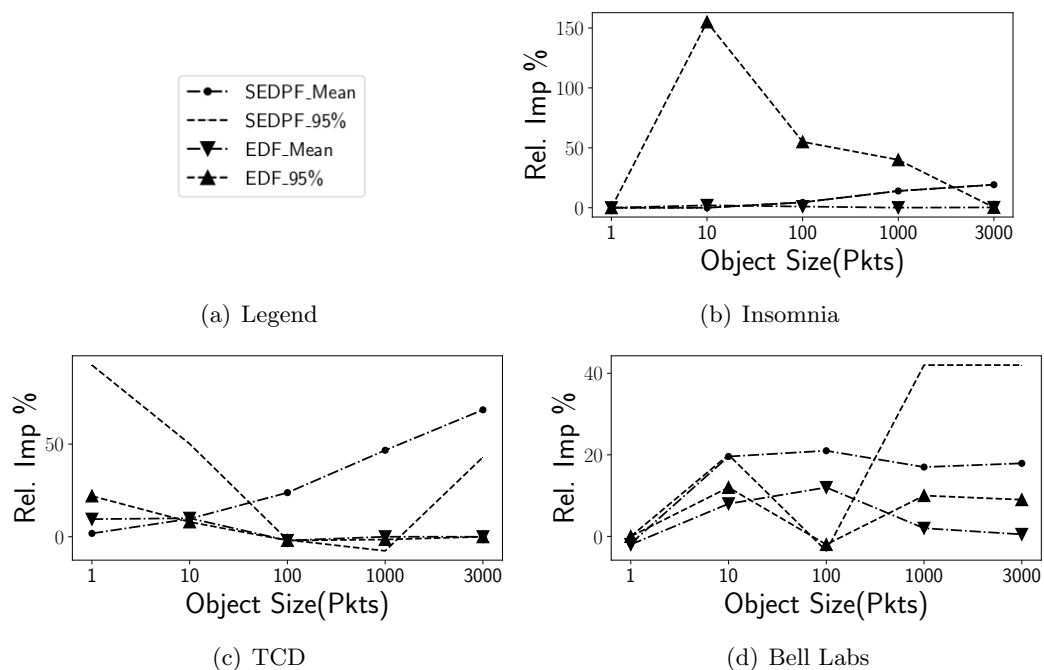 SEDPF_Mean
SEDPF_95%
EDF_Mean
EDF_95%
(a) Legend
Rel. Imp %
150
100
50
0
1 10 100 1000 3000
Object Size(Pkts)
(b) Insomnia
Rel. Imp %
50
0
1 10 100 1000 3000
Object Size(Pkts)
(c) TCD
Rel. Imp %
40
20
0
1 10 100 1000 3000
Object Size(Pkts)
(d) Bell Labs